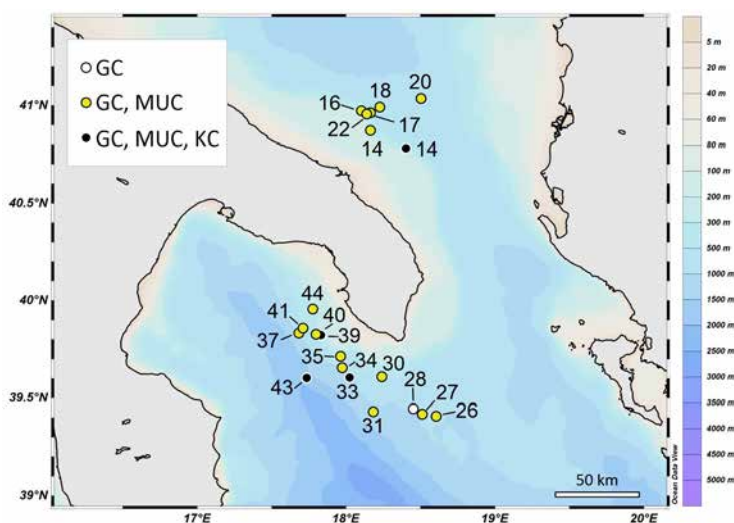 GC
GC, MUC
GC, MUC, KC
41°N
40.5°N
40°N
39.5°N
39°N
17°E
18°E
19°E
20°E
20
18
16
22
17
14
14
44
41
40
37
39
35
34
30
43
33
28
27
26
31
50 km
5 m
20 m
40 m
60 m
80 m
100 m
200 m
300 m
500 m
1000 m
1500 m
2000 m
2500 m
3000 m
3500 m
4000 m
4500 m
5000 m
Ocean Data View